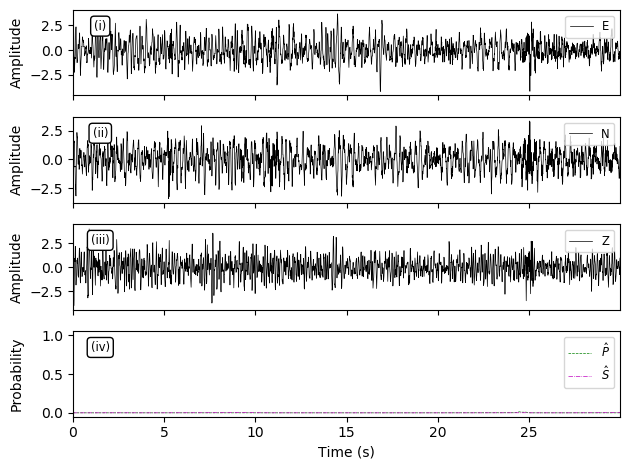 (i)
E
Amplitude
2.5
0.0
−2.5
(ii)
N
Amplitude
2.5
0.0
−2.5
(iii)
Z
Amplitude
2.5
0.0
−2.5
(iv)
P̂
Ŝ
Probability
1.0
0.5
0.0
0 5 10 15 20 25
Time (s)